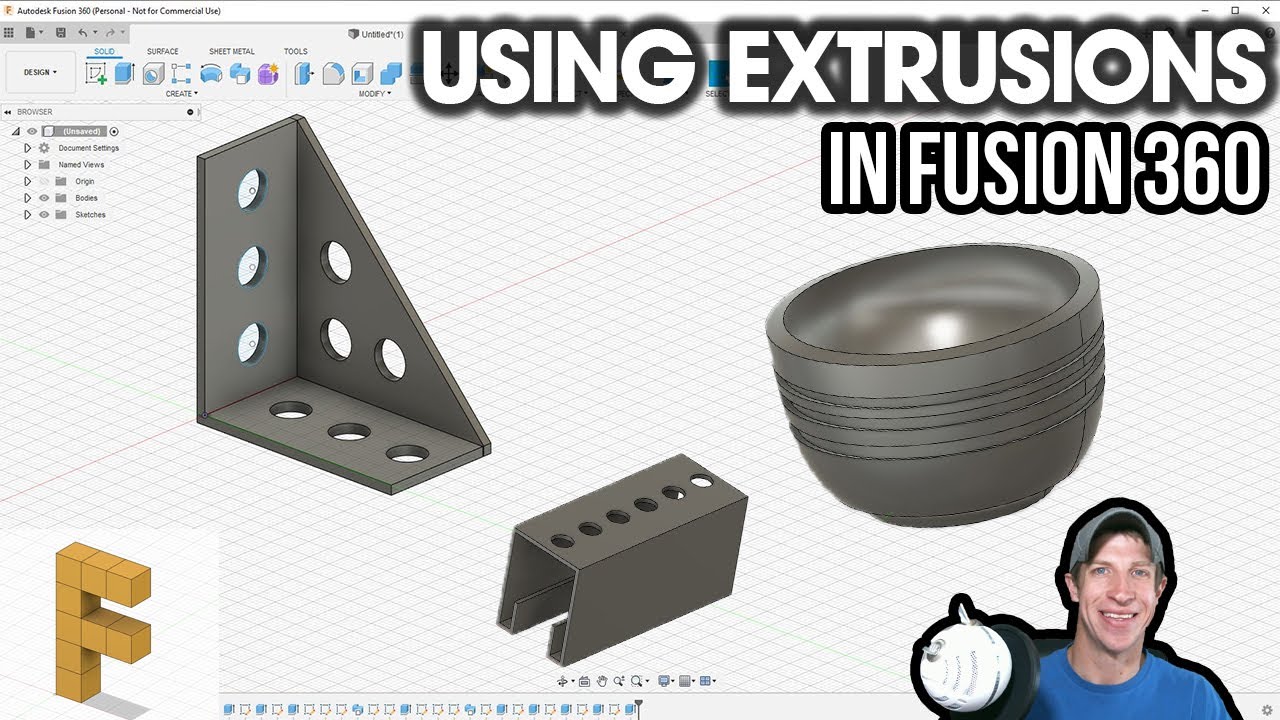 Autodesk Fusion 360 (Personal - Not for Commercial Use)
Untitled*(1)
USING EXTRUSIONS
IN FUSION 360
SOLID
SURFACE
SHEET METAL
TOOLS
DESIGN
CREATE
MODIFY
BROWSER
(Unsaved)
Document Settings
Named Views
Origin
Bodies
Sketches